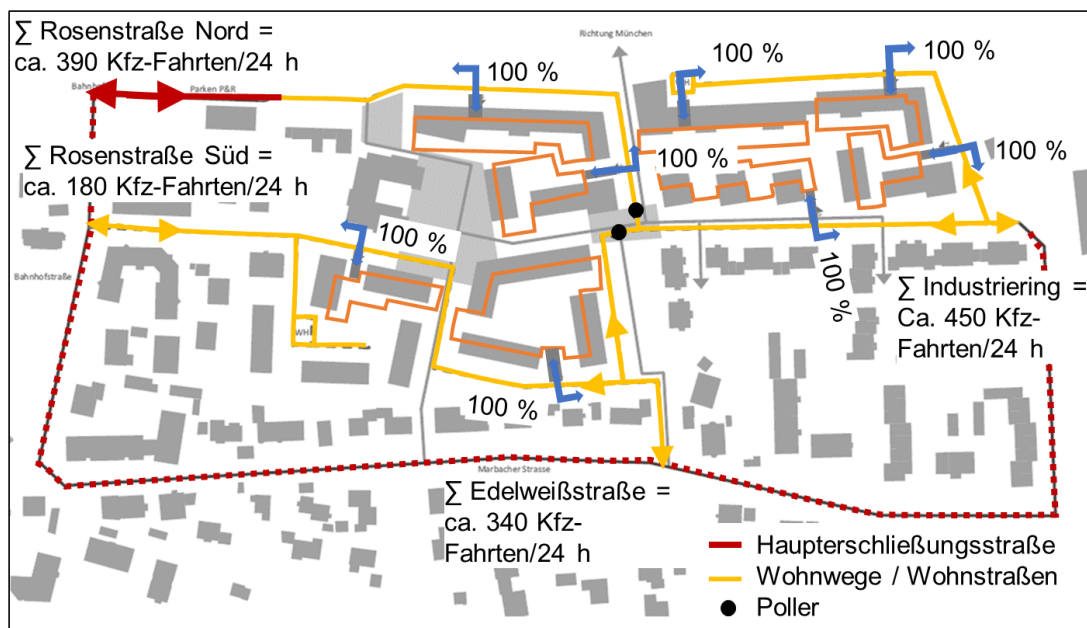 ∑ Rosenstraße Nord =
ca. 390 Kfz-Fahrten/24 h
Richtung München
Parken P&R
100 %
100 %
100 %
WH
∑ Rosenstraße Süd =
ca. 180 Kfz-Fahrten/24 h
100 %
100 %
100 %
Bahnhofstraße
WH
100 %
∑ Industriering =
Ca. 450 Kfz-
Fahrten/24 h
100 %
Marbacher Strasse
∑ Edelweißstraße =
ca. 340 Kfz-
Fahrten/24 h
Haupterschließungsstraße
Wohnwege / Wohnstraßen
Poller